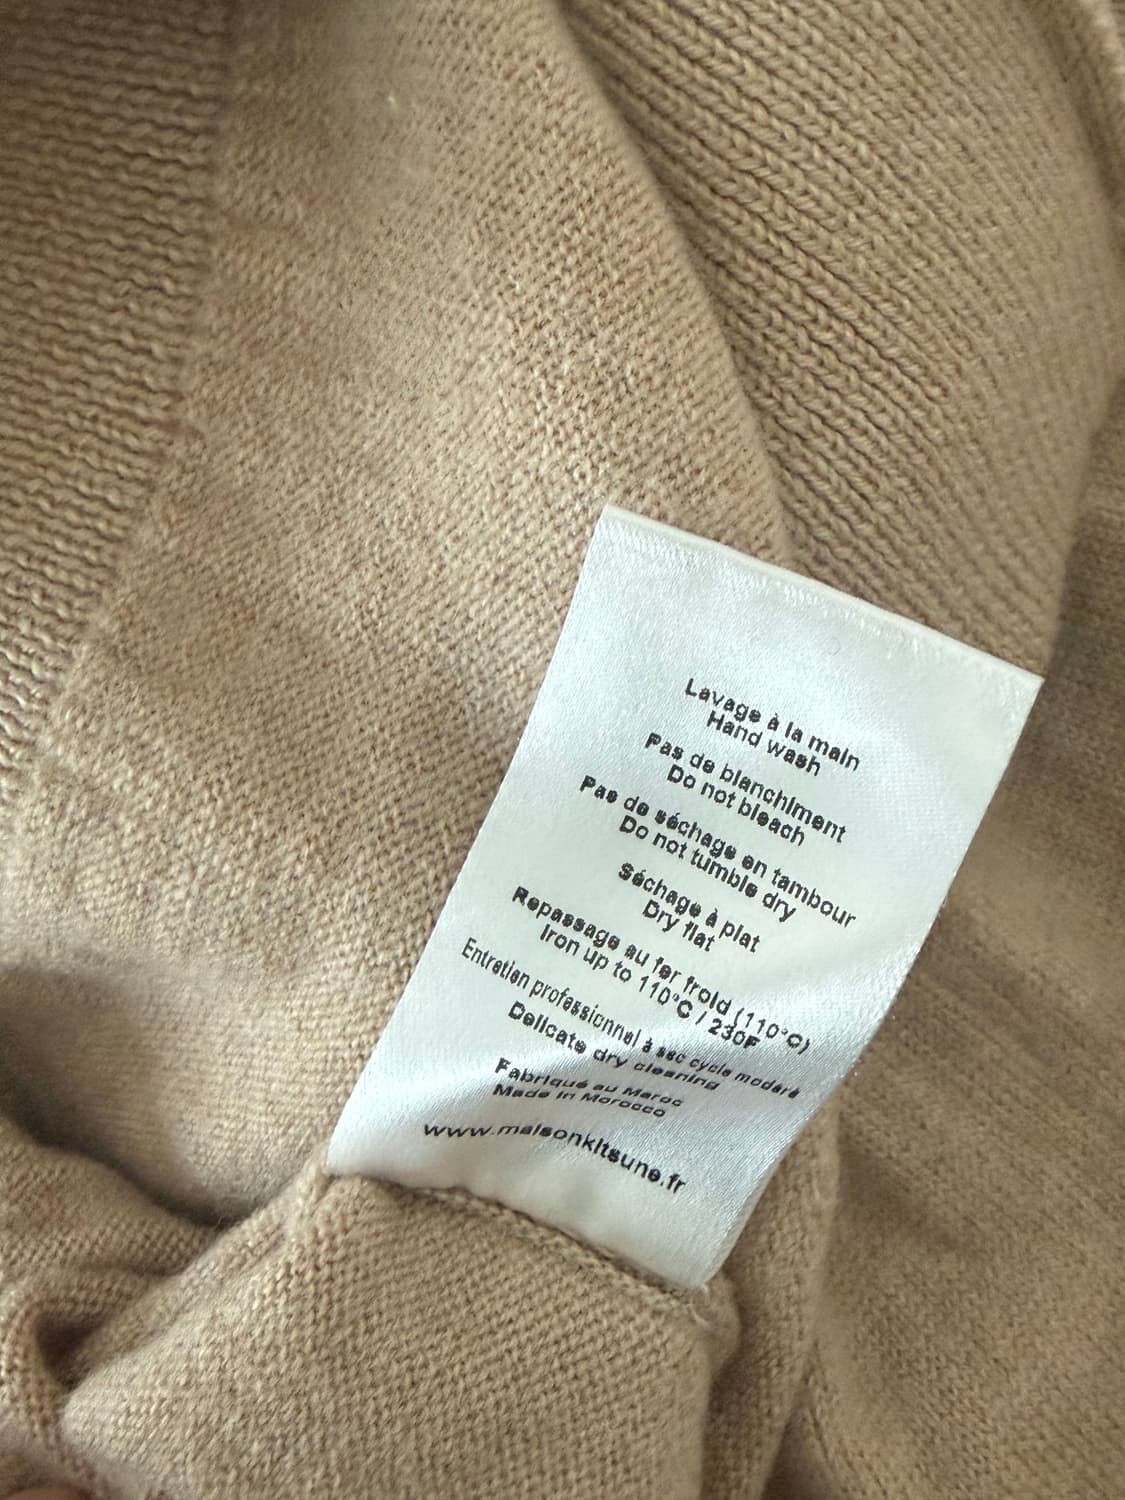 Lavage à la main
Hand wash
Pas de blanchiment
Do not bleach
Pas de séchage en tambour
Do not tumble dry
Séchage à plat
Dry flat
Repassage au fer froid (110°C)
Iron up to 110°C / 230F
Entretien professionnel à sec cycle modéré
Delicate dry cleaning
Fabriqué au Maroc
Made in Morocco
www.maisonkitsune.fr